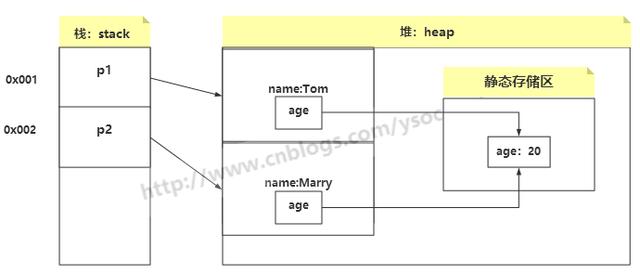 栈：stack
堆：heap
0x001
p1
0x002
p2
name:Tom
age
name:Marry
age
静态存储区
age：20
http://www.cnblogs.com/ysoc